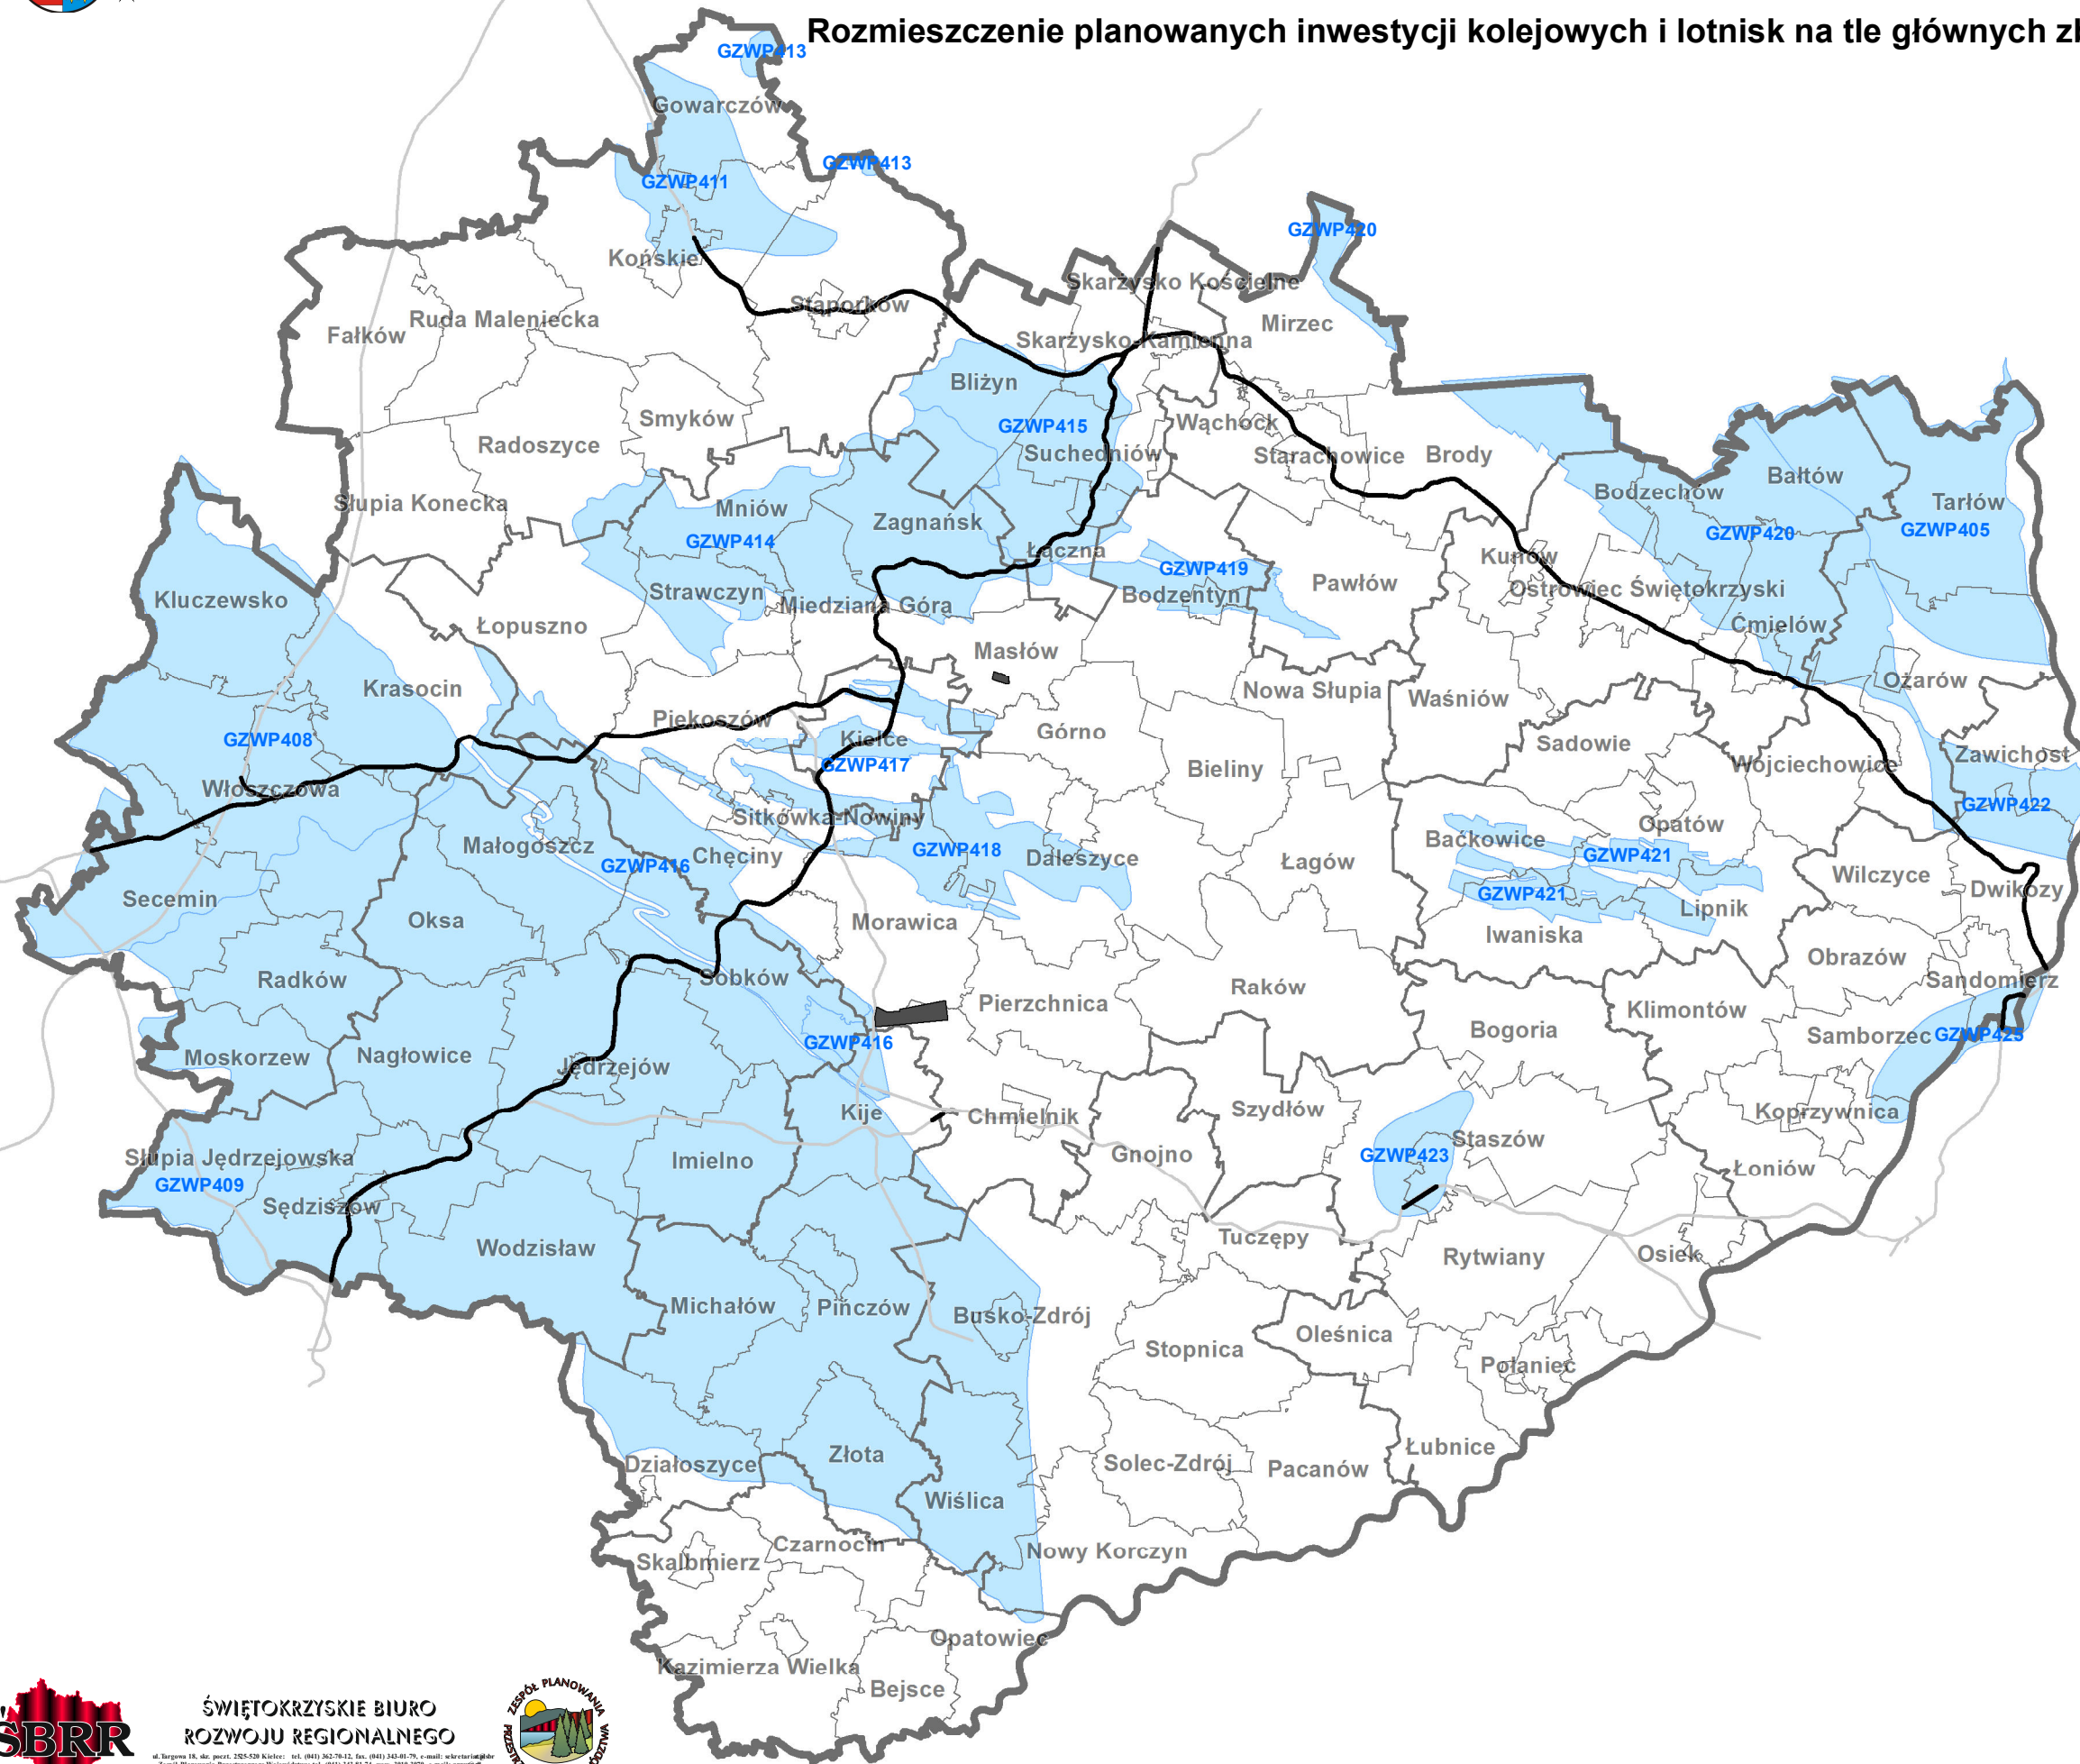 Rozmieszczenie planowanych inwestycji kolejowych i lotnisk na tle głównych zb
GZWP413
Gowarczów
GZWP413
GZWP411
GZWP420
Końskie
Skarżysko Kościelne
Stąporków
Ruda Maleniecka
Fałków
Mirzec
Skarżysko-Kamienna
Bliżyn
Smyków
GZWP415
Wąchock
Radoszyce
Suchedniów
Starachowice
Brody
Bałtów
Bodzechów
Tarłów
Słupia Konecka
Mniów
Zagnańsk
GZWP405
GZWP420
GZWP414
Łączna
Kunów
GZWP419
Pawłów
Ostrowiec Świętokrzyski
Strawczyn
Bodzentyn
Kluczewsko
Miedziana Góra
Łopuszno
Ćmielów
Masłów
Ożarów
Krasocin
Nowa Słupia
Waśniów
Piekoszów
Górno
GZWP408
Kielce
Sadowie
Zawichost
GZWP417
Wojciechowice
Bieliny
Włoszczowa
GZWP422
Sitkówka-Nowiny
Opatów
Małogoszcz
Baćkowice
GZWP418
Chęciny
Daleszyce
GZWP421
GZWP416
Łagów
Wilczyce
Dwikozy
GZWP421
Secemin
Lipnik
Oksa
Morawica
Iwaniska
Obrazów
Radków
Sobków
Sandomierz
Raków
Pierzchnica
Klimontów
Bogoria
Samborzec
GZWP425
GZWP416
Moskorzew
Nagłowice
Jędrzejów
Kije
Chmielnik
Szydłów
Koprzywnica
Staszów
Słupia Jędrzejowska
Imielno
Gnojno
GZWP423
Łoniów
GZWP409
Sędziszów
Tuczępy
Wodzisław
Rytwiany
Osiek
Michałów
Pińczów
Busko-Zdrój
Oleśnica
Stopnica
Połaniec
Złota
Łubnice
Działoszyce
Solec-Zdrój
Pacanów
Wiślica
Czarnocin
Nowy Korczyn
Skalbmierz
Opatowiec
Kazimierza Wielka
Bejsce
ŚBRR
ŚWIĘTOKRZYSKIE BIURO
ROZWOJU REGIONALNEGO
ZESPÓŁ PLANOWANIA